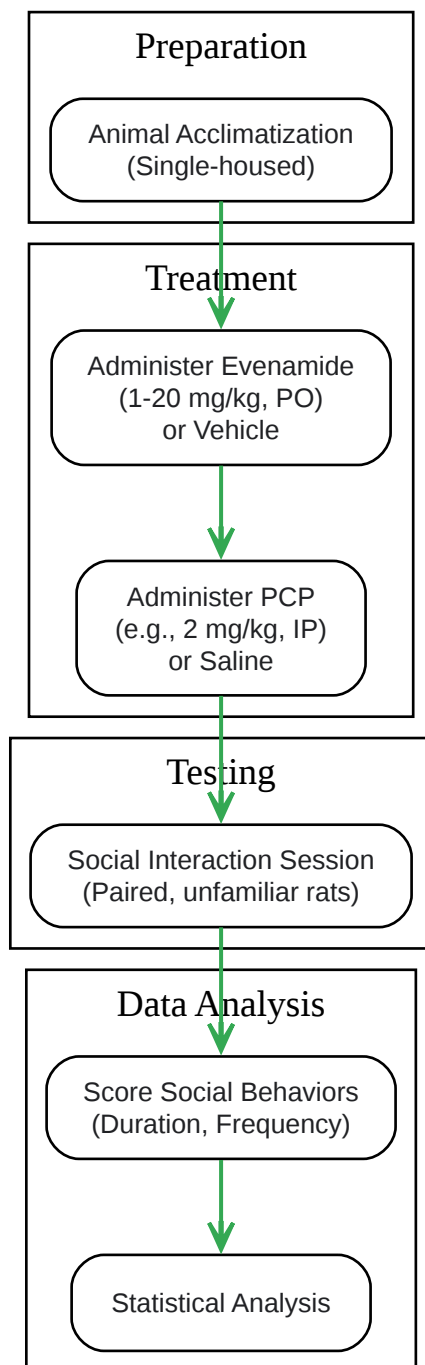 Preparation
Animal Acclimatization
(Single-housed)
Treatment
Administer Evenamide
(1-20 mg/kg, PO)
or Vehicle
Administer PCP
(e.g., 2 mg/kg, IP)
or Saline
Testing
Social Interaction Session
(Paired, unfamiliar rats)
Data Analysis
Score Social Behaviors
(Duration, Frequency)
Statistical Analysis